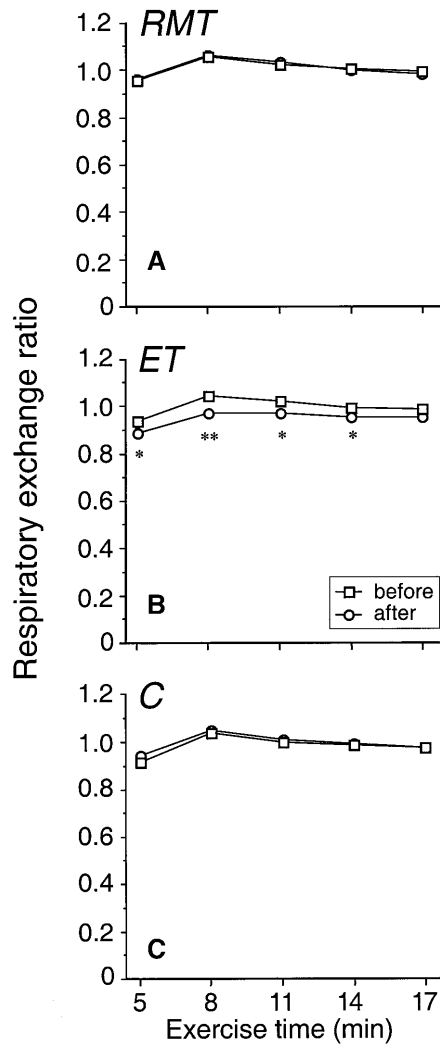 Respiratory exchange ratio
RMT
1.2
1.0
0.8
0.6
0.4
0.2
0
A
ET
1.2
1.0
0.8
0.6
0.4
0.2
0
*
**
*
*
before
after
B
C
1.2
1.0
0.8
0.6
0.4
0.2
0
C
5 8 11 14 17
Exercise time (min)